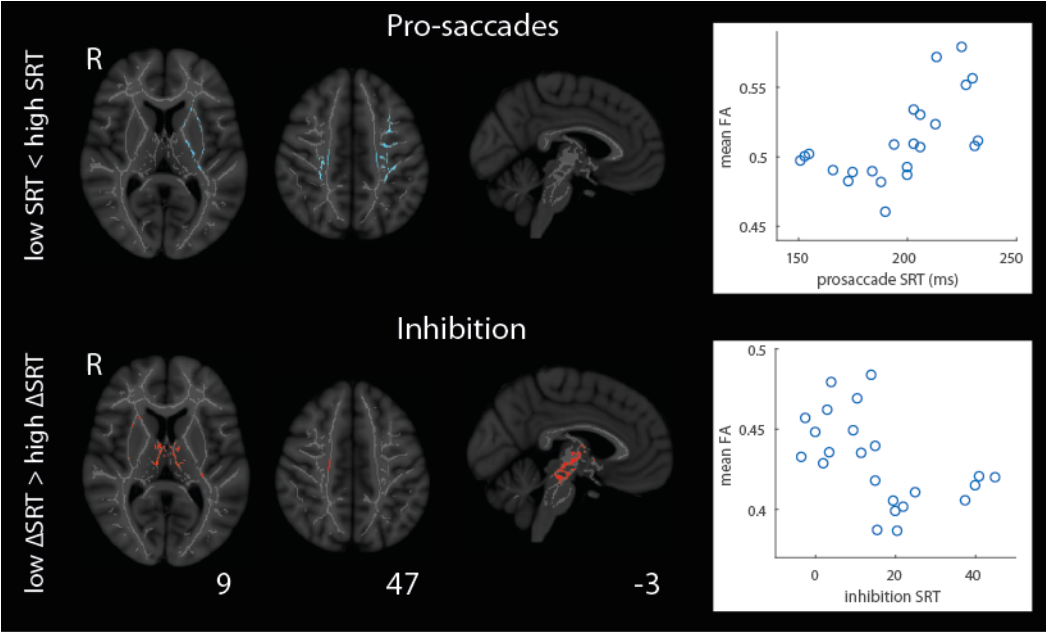 Pro-saccades
low SRT < high SRT
R
0.55
0.5
0.45
mean FA
150
200
250
prosaccade SRT (ms)
Inhibition
low ΔSRT > high ΔSRT
R
9
47
-3
0.5
0.45
0.4
mean FA
0
20
40
inhibition SRT